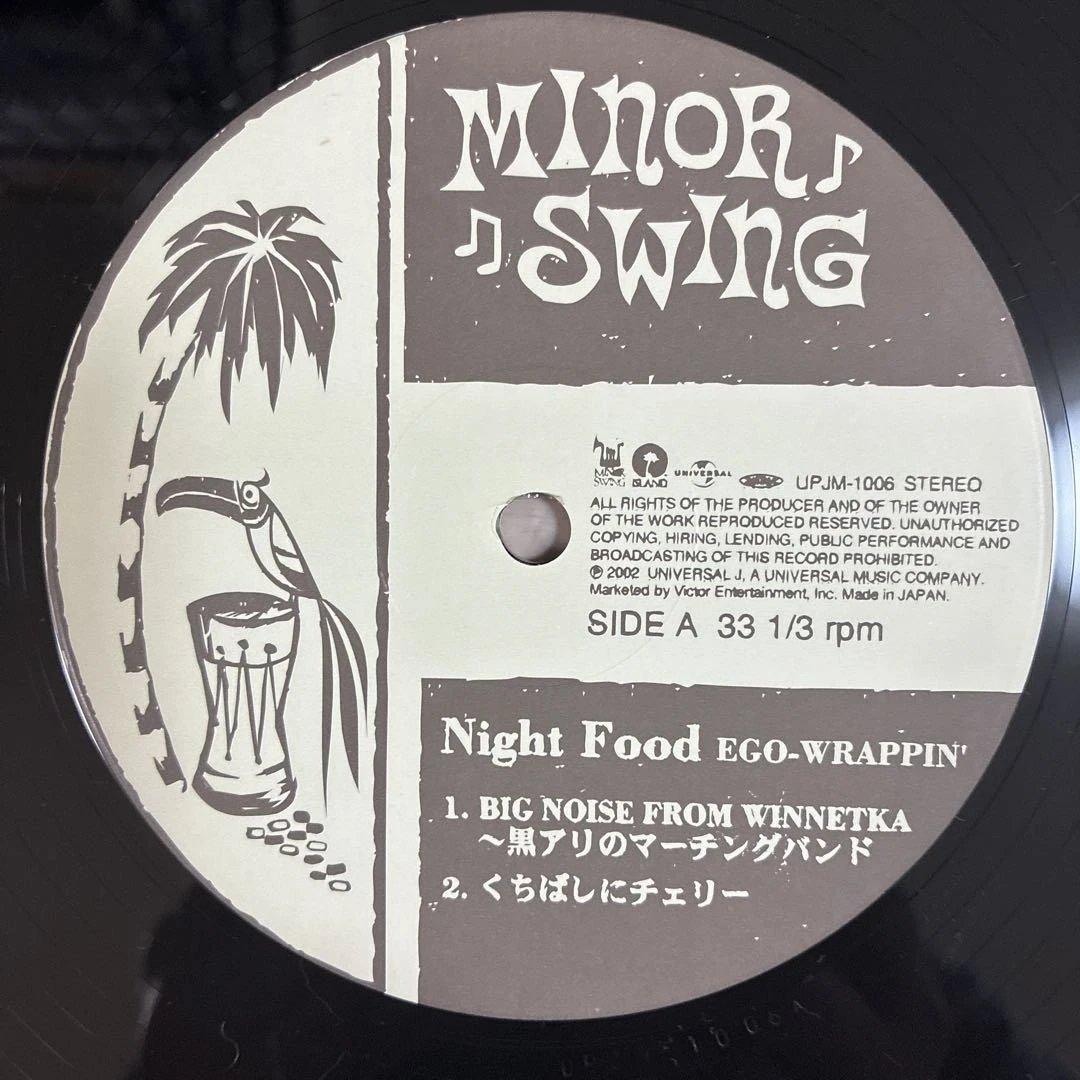 MINOR
SWING
MINOR SWING ISLAND UNIVERSAL UPJM-1006 STEREO
ALL RIGHTS OF THE PRODUCER AND OF THE OWNER
OF THE WORK REPRODUCED RESERVED. UNAUTHORIZED
COPYING, HIRING, LENDING, PUBLIC PERFORMANCE AND
BROADCASTING OF THIS RECORD PROHIBITED.
℗ 2002 UNIVERSAL J, A UNIVERSAL MUSIC COMPANY.
Marketed by Victor Entertainment, Inc. Made in JAPAN.
SIDE A 33 1/3 rpm
Night Food EGO-WRAPPIN'
1. BIG NOISE FROM WINNETKA
～黒アリのマーチングバンド
2. くちばしにチェリー